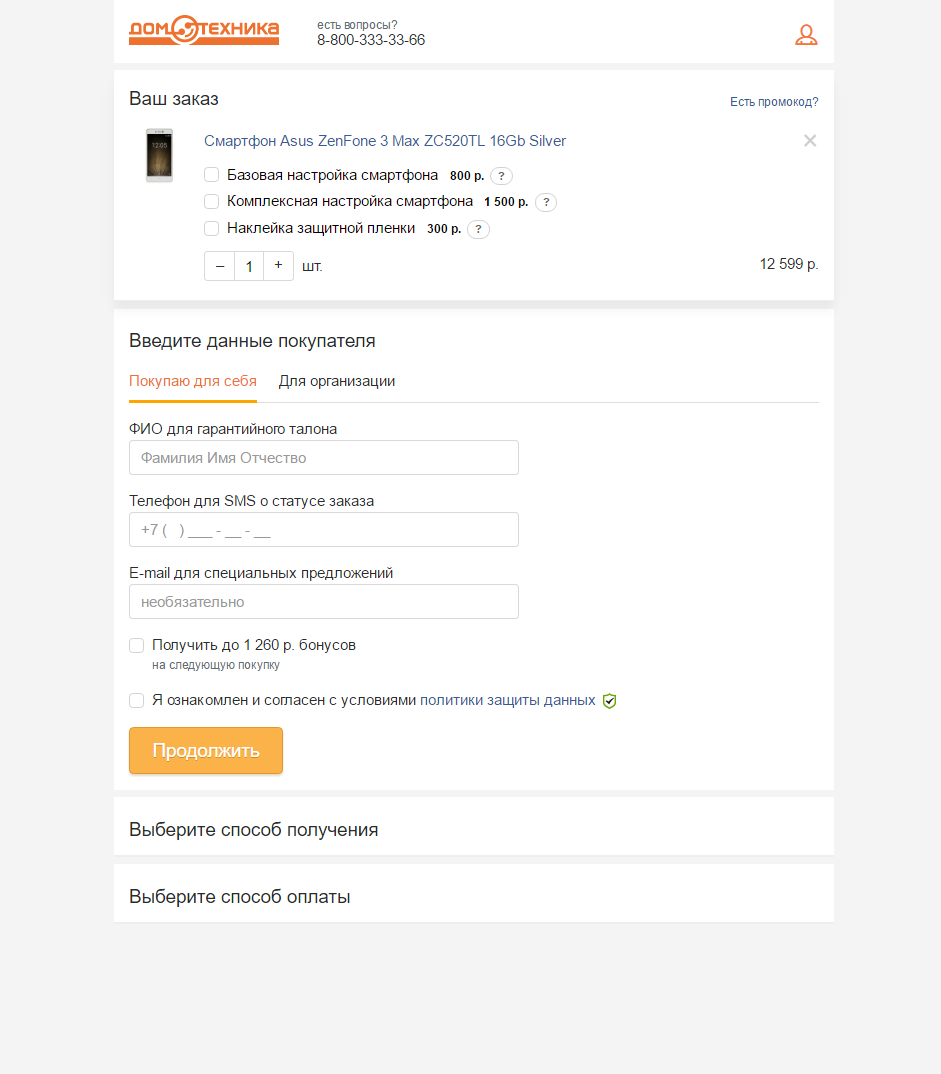 ДОМОТЕХНИКА
есть вопросы?
8-800-333-33-66
Ваш заказ
Есть промокод?
12:05
Смартфон Asus ZenFone 3 Max ZC520TL 16Gb Silver
Базовая настройка смартфона 800 р. ?
Комплексная настройка смартфона 1 500 р. ?
Наклейка защитной пленки 300 р. ?
– 1 + шт.
12 599 р.
Введите данные покупателя
Покупаю для себя Для организации
ФИО для гарантийного талона
Фамилия Имя Отчество
Телефон для SMS о статусе заказа
+7 ( ) ___ - __ - __
E-mail для специальных предложений
необязательно
Получить до 1 260 р. бонусов
на следующую покупку
Я ознакомлен и согласен с условиями политики защиты данных
Продолжить
Выберите способ получения
Выберите способ оплаты